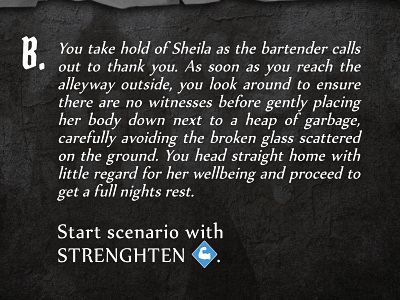 B. You take hold of Sheila as the bartender calls
out to thank you. As soon as you reach the
alleyway outside, you look around to ensure
there are no witnesses before gently placing
her body down next to a heap of garbage,
carefully avoiding the broken glass scattered
on the ground. You head straight home with
little regard for her wellbeing and proceed to
get a full nights rest.
Start scenario with
STRENGHTEN .